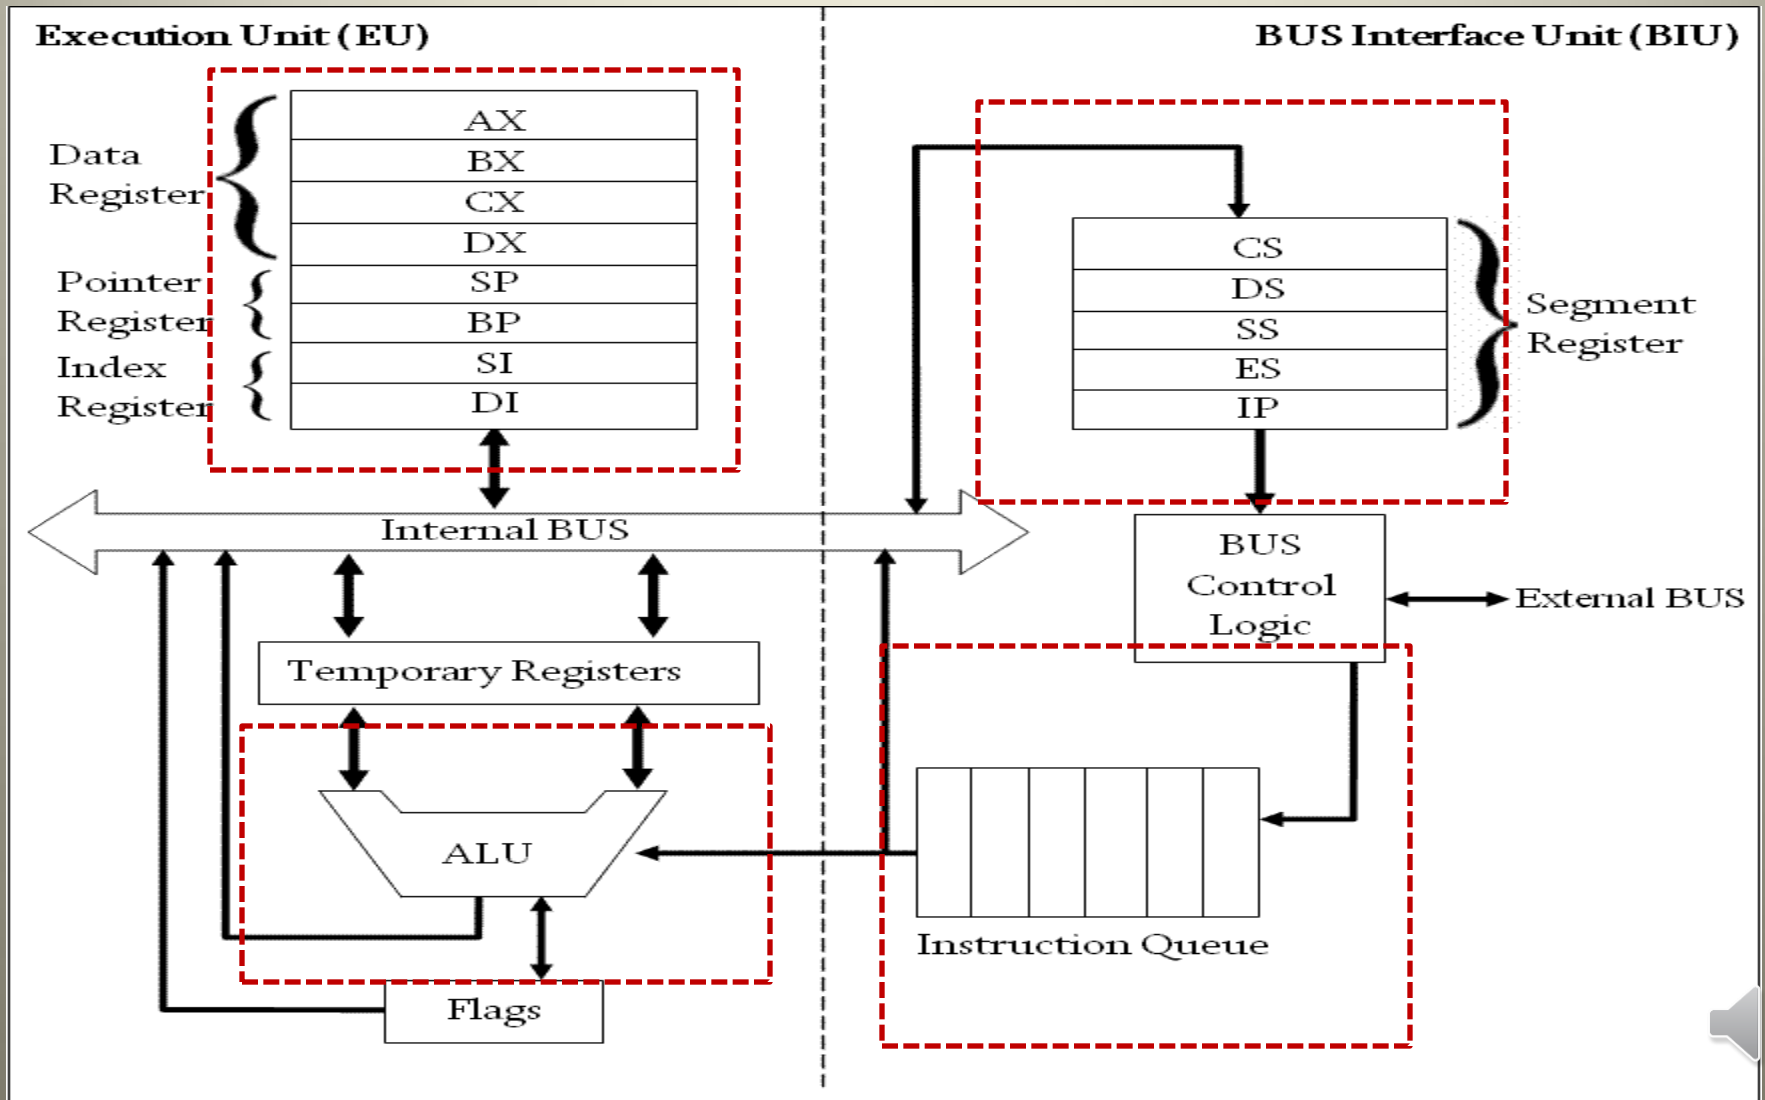 Execution Unit (EU)
BUS Interface Unit (BIU)
Data
Register
Pointer
Register
Index
Register
AX
BX
CX
DX
SP
BP
SI
DI
CS
DS
SS
ES
IP
Segment
Register
Internal BUS
BUS
Control
Logic
External BUS
Temporary Registers
ALU
Instruction Queue
Flags